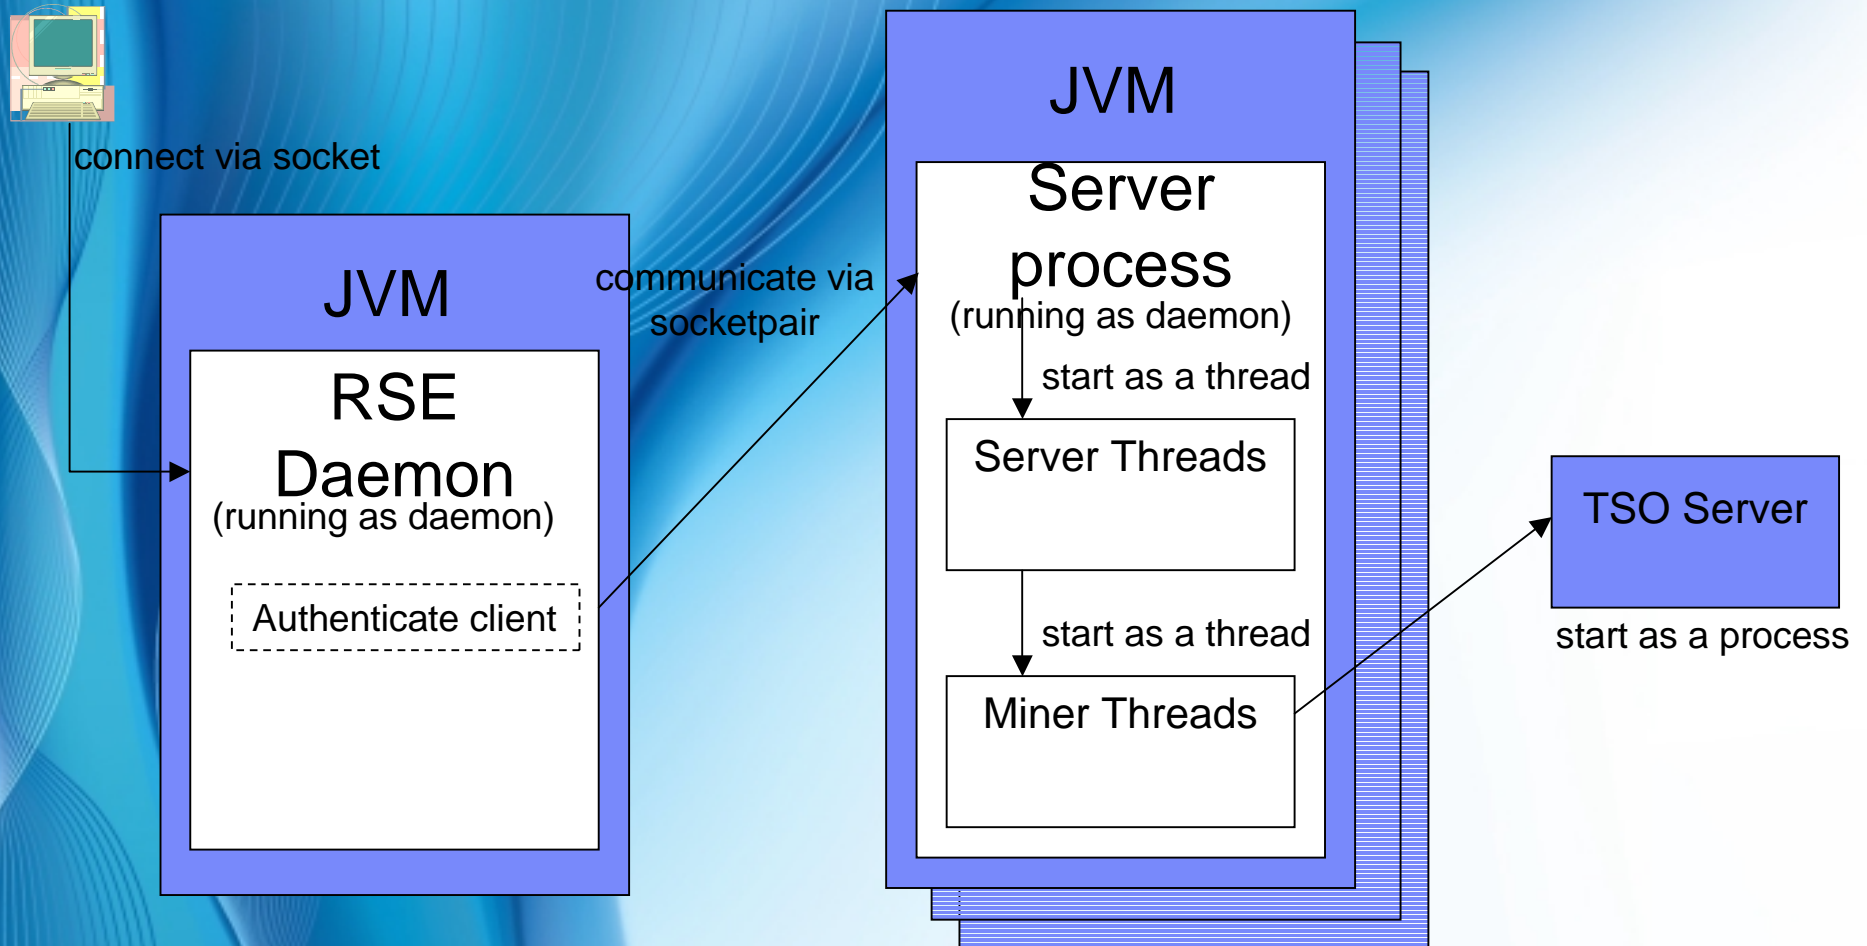 connect via socket
JVM
RSE
Daemon
(running as daemon)
Authenticate client
communicate via
socketpair
JVM
Server
process
(running as daemon)
start as a thread
Server Threads
start as a thread
Miner Threads
TSO Server
start as a process